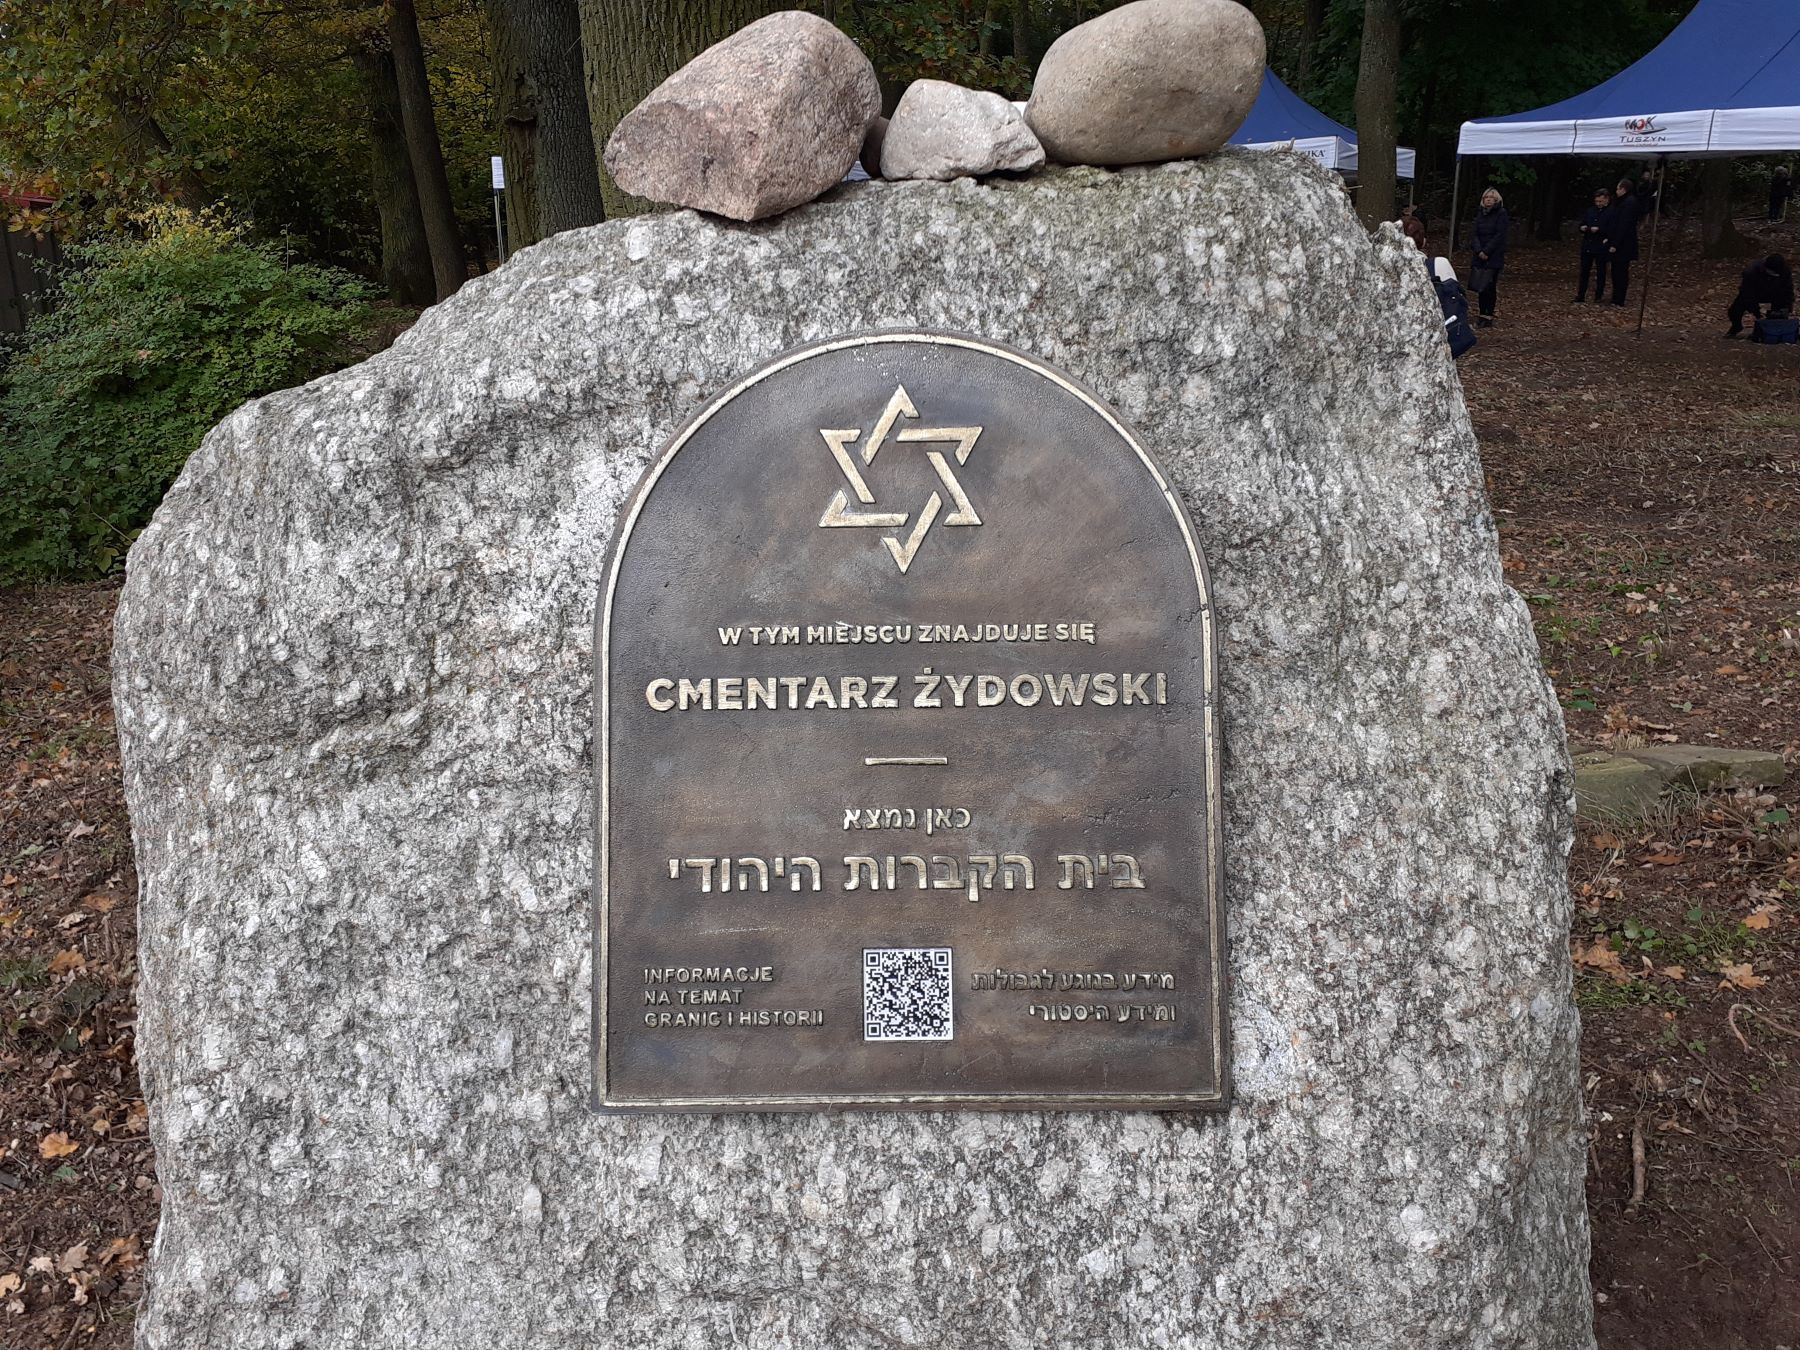 W TYM MIEJSCU ZNAJDUJE SIĘ
CMENTARZ ŻYDOWSKI
כאן נמצא
בית הקברות היהודי
INFORMACJE
NA TEMAT
GRANIC I HISTORII
מידע בנוגע לגבולות
ומידע היסטורי
MOK
TUSZYN